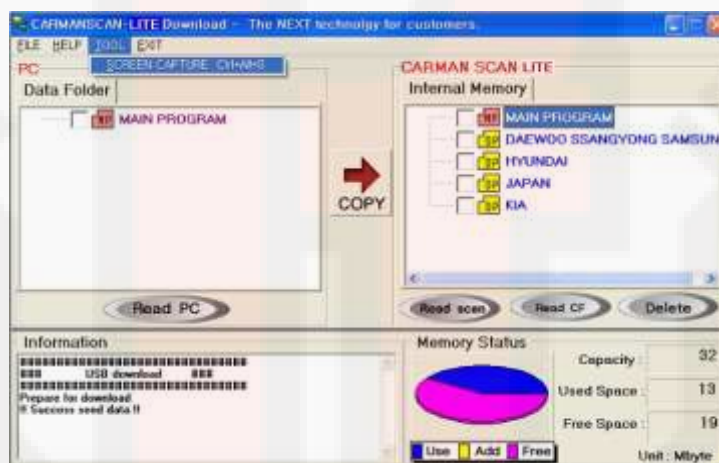 CARMANSCAN-LITE Download - The NEXT technolgy for customers.
FILE HELP TOOL EXIT
SCREEN CAPTURE Ctrl+Alt+S
PC
Data Folder
MAIN PROGRAM
COPY
Read PC
CARMAN SCAN LITE
Internal Memory
MAIN PROGRAM
DAEWOO SSANGYONG SAMSUN
HYUNDAI
JAPAN
KIA
Read scan Read CF Delete
Information
################################
### USB download ###
################################
Prepare for download
!! Success send data !!
Memory Status
Capacity : 32
Used Space : 13
Free Space : 19
Use Add Free
Unit : Mbyte